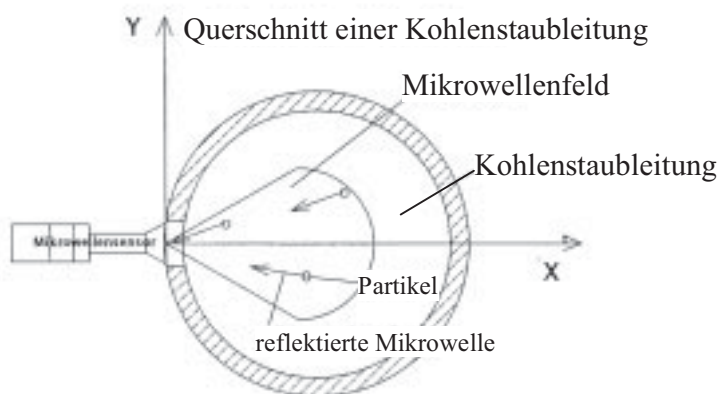 Y
Querschnitt einer Kohlenstaubleitung
Mikrowellenfeld
Kohlenstaubleitung
Mikrowellensensor
X
Partikel
reflektierte Mikrowelle